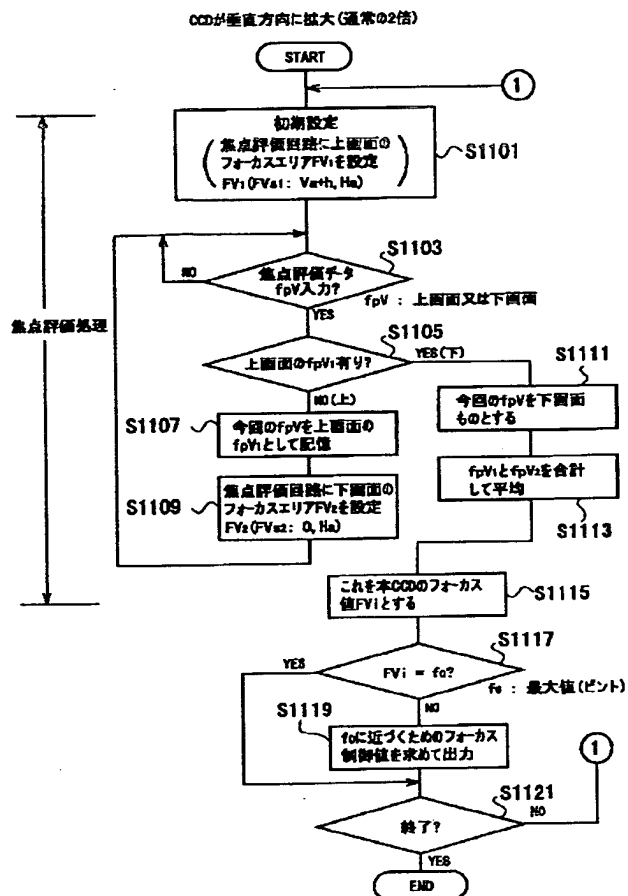 CCDが垂直方向に拡大(通常の2倍)
START
1
初期設定
焦点評価回路に上画面の
フォーカスエリアFV₁を設定
FV₁(FVa1: Va+h, Ha)
S1101
S1103
焦点評価データ
fpV入力?
NO
YES
fpV : 上画面又は下画面
焦点評価処理
S1105
上画面のfpV₁有り?
YES(下)
NO(上)
S1107
今回のfpVを上画面の
fpV₁として記憶
S1109
焦点評価回路に下画面の
フォーカスエリアFV₂を設定
FV₂(FVa2: 0, Ha)
S1111
今回のfpVを下画面
ものとする
fpV₁とfpV₂を合計
して平均
S1113
これを本CCDのフォーカス
値FViとする
S1115
S1117
FVi = fo?
YES
NO
fo : 最大値(ピント)
S1119
foに近づくためのフォーカス
制御値を求めて出力
1
S1121
終了?
NO
YES
END